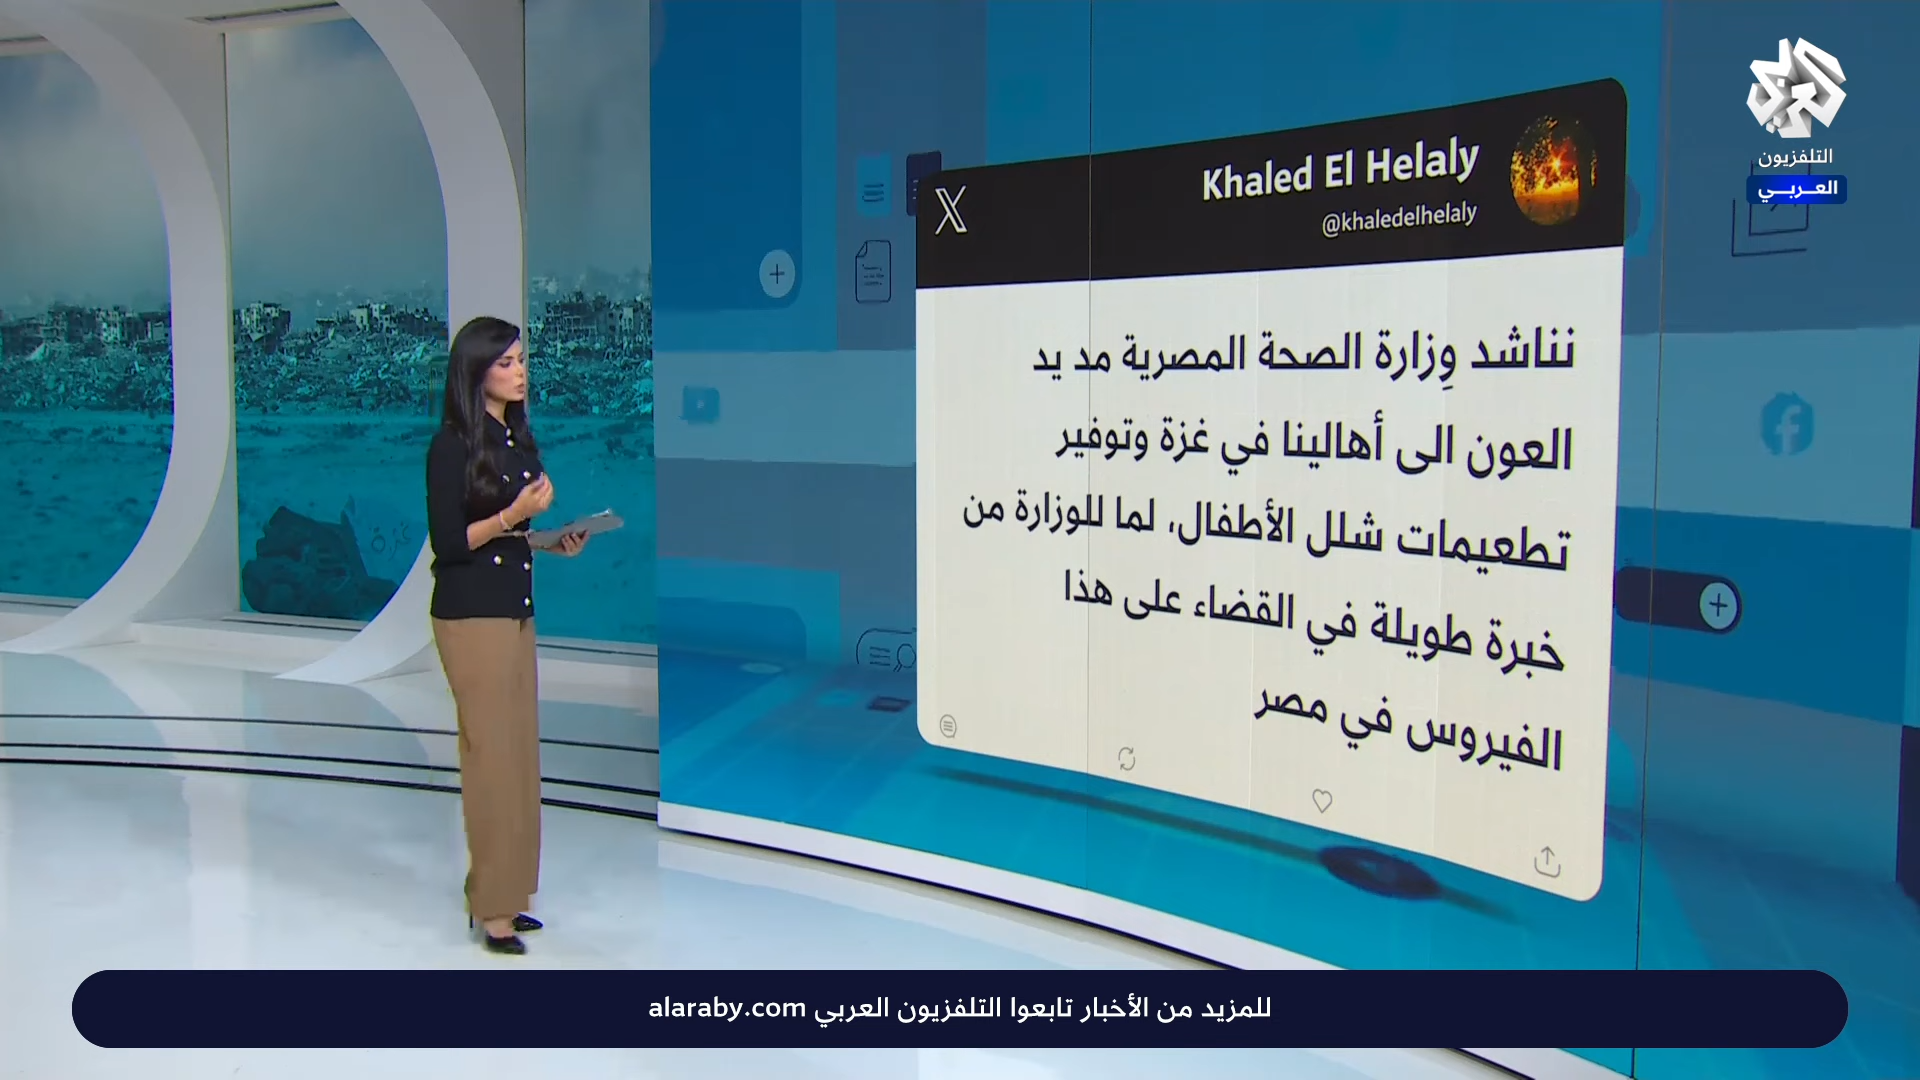 التلفزيون
العربي
Khaled El Helaly
@khaledelhelaly
نناشد وِزارة الصحة المصرية مد يد
العون الى أهالينا في غزة وتوفير
تطعيمات شلل الأطفال، لما للوزارة من
خبرة طويلة في القضاء على هذا
الفيروس في مصر
غزة
للمزيد من الأخبار تابعوا التلفزيون العربي alaraby.com